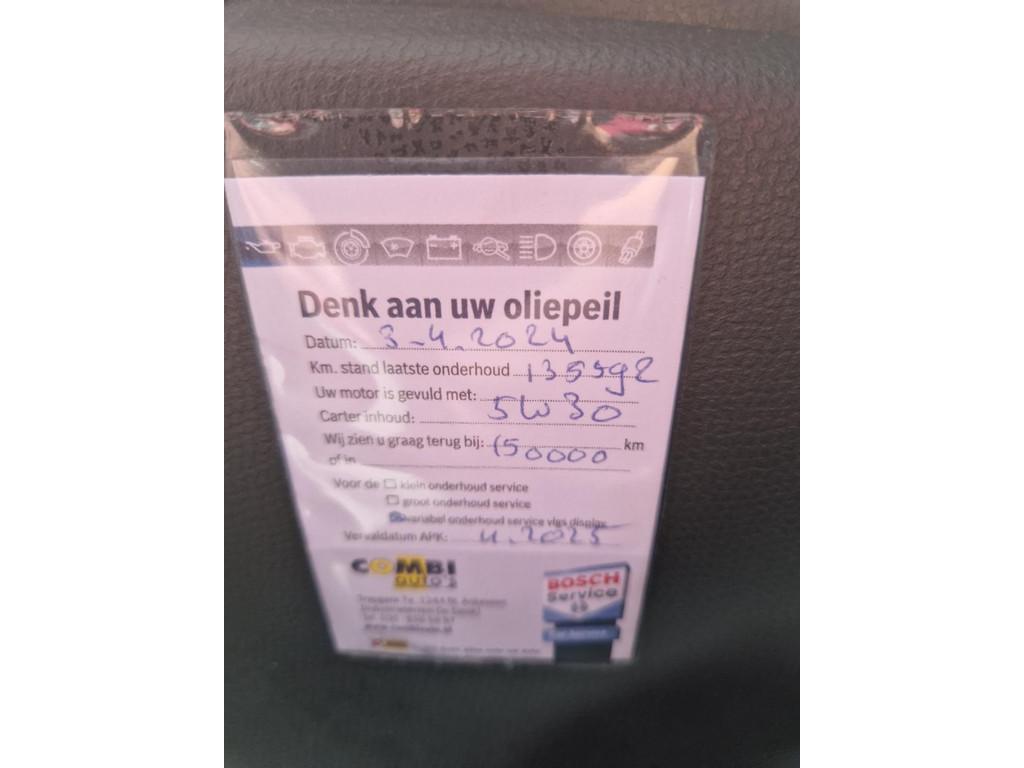 Denk aan uw oliepeil
Datum: 3-4.2024
Km. stand laatste onderhoud 135592
Uw motor is gevuld met: 5W30
Carter inhoud:
Wij zien u graag terug bij: 150000 km
of in
Voor de klein onderhoud service
groot onderhoud service
variabel onderhoud service vlgs display
Vervaldatum APK: 4.2025
COMBI
auto's
BOSCH
Service